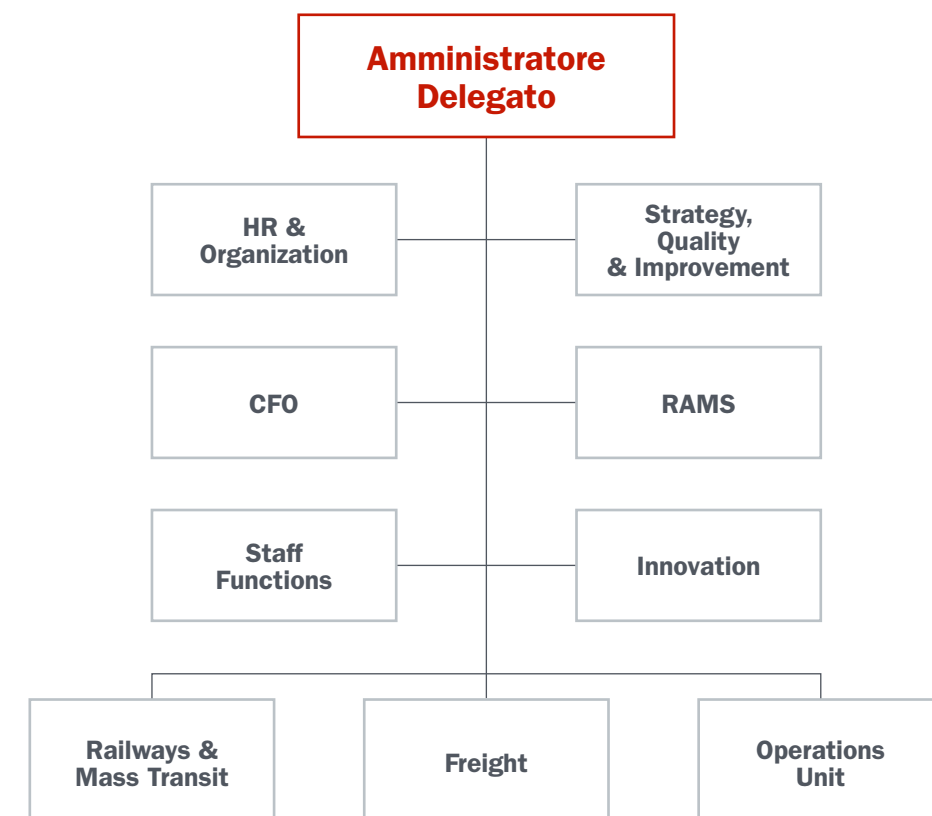 Amministratore
Delegato
HR &
Organization
Strategy,
Quality
& Improvement
CFO
RAMS
Staff
Functions
Innovation
Railways &
Mass Transit
Freight
Operations
Unit